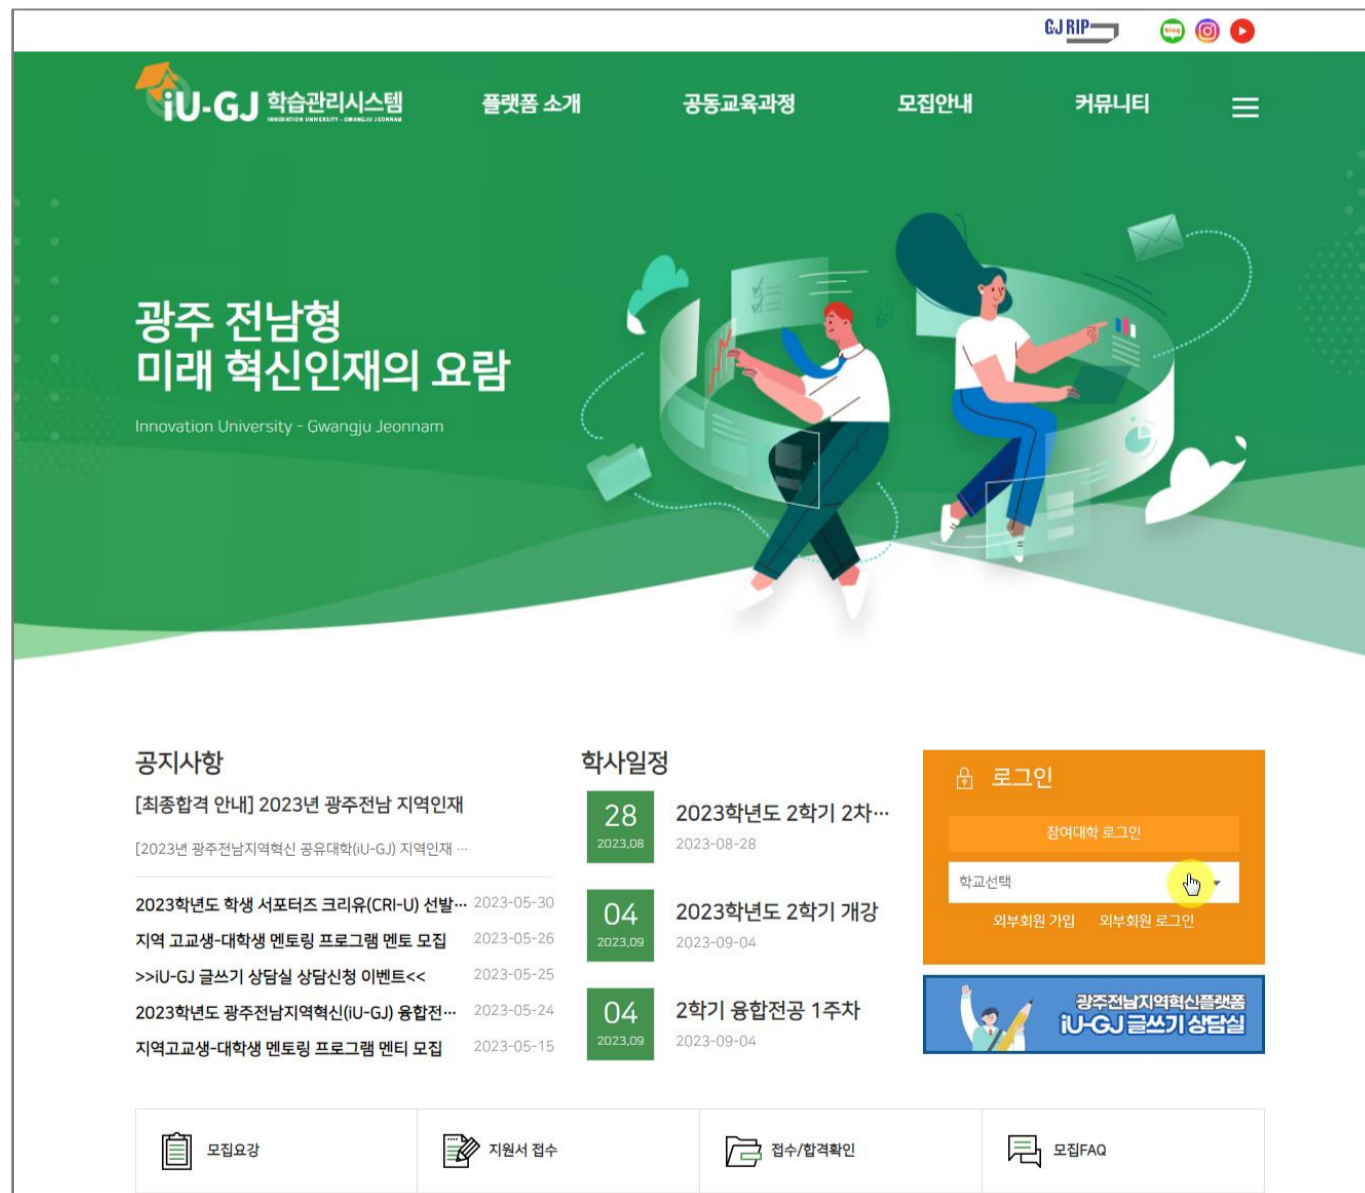 GJ RIP
blog
iU-GJ 학습관리시스템
INNOVATION UNIVERSITY - GWANGJU JEONNAM
플랫폼 소개
공동교육과정
모집안내
커뮤니티
광주 전남형
미래 혁신인재의 요람
Innovation University - Gwangju Jeonnam
공지사항
[최종합격 안내] 2023년 광주전남 지역인재
[2023년 광주전남지역혁신 공유대학(iU-GJ) 지역인재 …
2023학년도 학생 서포터즈 크리유(CRI-U) 선발… 2023-05-30
지역 고교생-대학생 멘토링 프로그램 멘토 모집 2023-05-26
>>iU-GJ 글쓰기 상담실 상담신청 이벤트<< 2023-05-25
2023학년도 광주전남지역혁신(iU-GJ) 융합전… 2023-05-24
지역고교생-대학생 멘토링 프로그램 멘티 모집 2023-05-15
학사일정
28
2023.08
2023학년도 2학기 2차…
2023-08-28
04
2023.09
2023학년도 2학기 개강
2023-09-04
04
2023.09
2학기 융합전공 1주차
2023-09-04
로그인
참여대학 로그인
학교선택
외부회원 가입 외부회원 로그인
광주전남지역혁신플랫폼
iU-GJ 글쓰기 상담실
모집요강
지원서 접수
접수/합격확인
모집FAQ